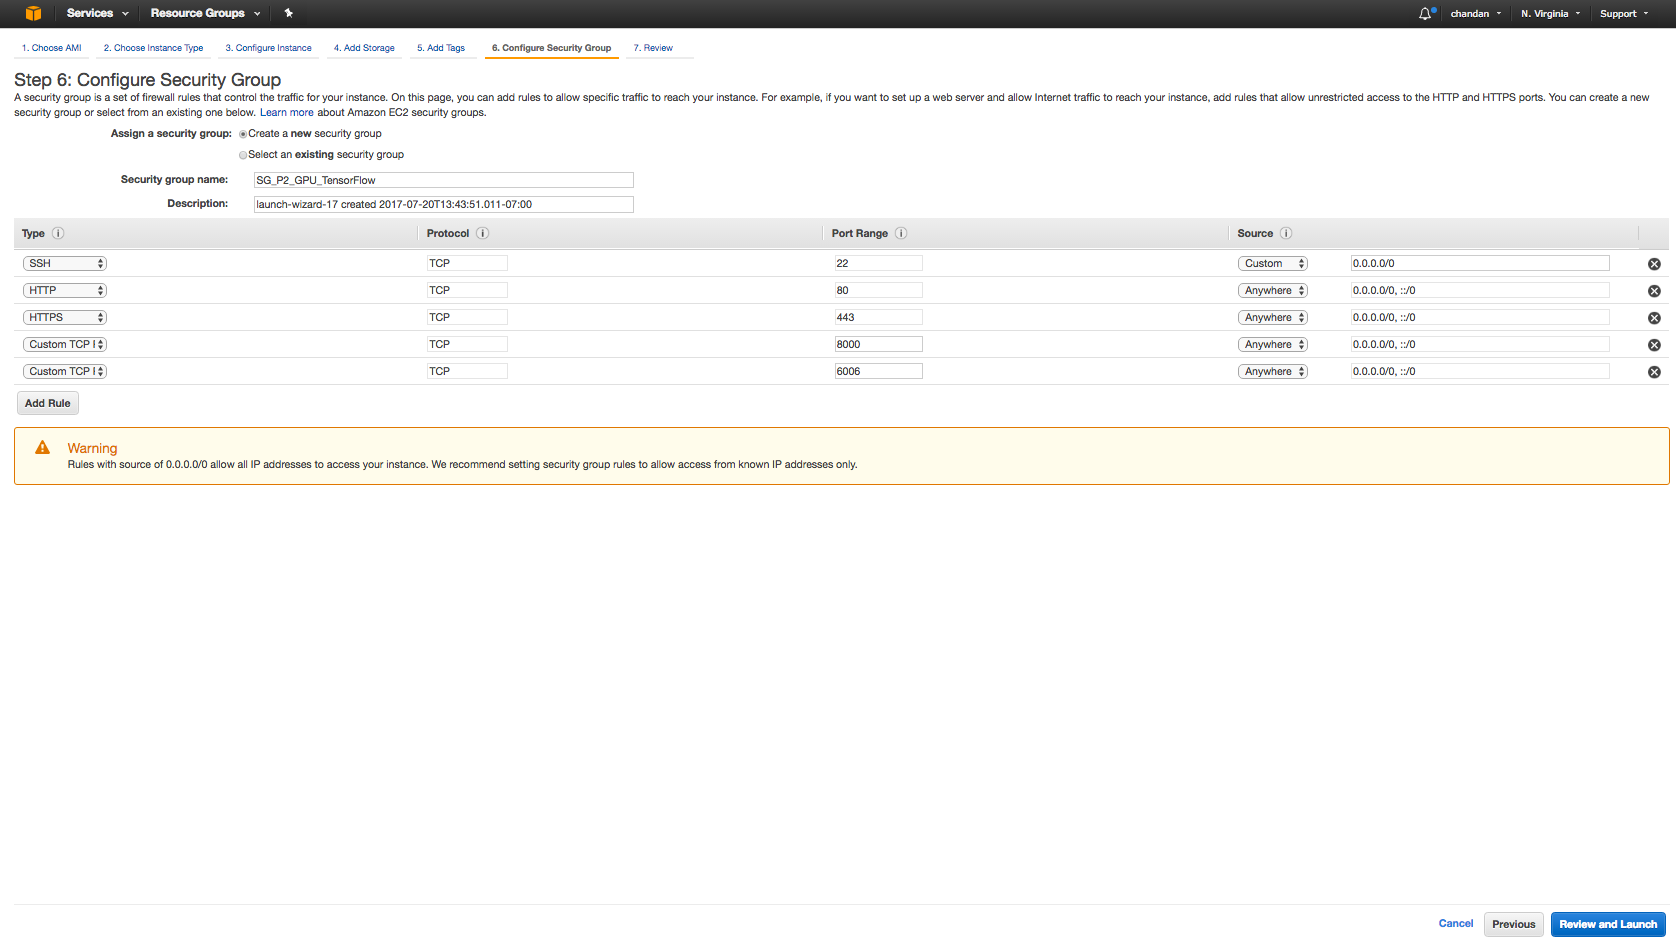 Services Resource Groups chandan N. Virginia Support
1. Choose AMI 2. Choose Instance Type 3. Configure Instance 4. Add Storage 5. Add Tags 6. Configure Security Group 7. Review
Step 6: Configure Security Group
A security group is a set of firewall rules that control the traffic for your instance. On this page, you can add rules to allow specific traffic to reach your instance. For example, if you want to set up a web server and allow Internet traffic to reach your instance, add rules that allow unrestricted access to the HTTP and HTTPS ports. You can create a new
security group or select from an existing one below. Learn more about Amazon EC2 security groups.
Assign a security group: Create a new security group
Select an existing security group
Security group name: SG_P2_GPU_TensorFlow
Description: launch-wizard-17 created 2017-07-20T13:43:51.011-07:00
Type i Protocol i Port Range i Source i
SSH TCP 22 Custom 0.0.0.0/0
HTTP TCP 80 Anywhere 0.0.0.0/0, ::/0
HTTPS TCP 443 Anywhere 0.0.0.0/0, ::/0
Custom TCP TCP 8000 Anywhere 0.0.0.0/0, ::/0
Custom TCP TCP 6006 Anywhere 0.0.0.0/0, ::/0
Add Rule
Warning
Rules with source of 0.0.0.0/0 allow all IP addresses to access your instance. We recommend setting security group rules to allow access from known IP addresses only.
Cancel Previous Review and Launch